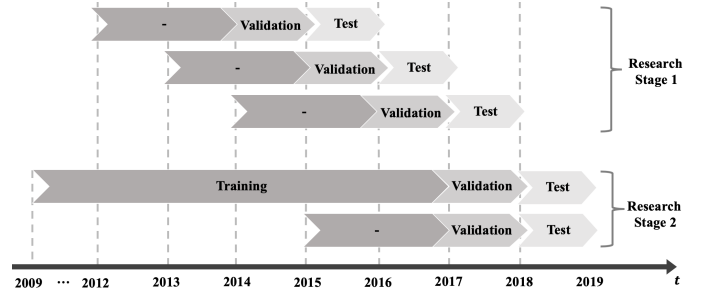 - Validation Test
- Validation Test
Research
Stage 1
- Validation Test
Training Validation Test
Research
Stage 2
- Validation Test
2009 ... 2012 2013 2014 2015 2016 2017 2018 2019 t